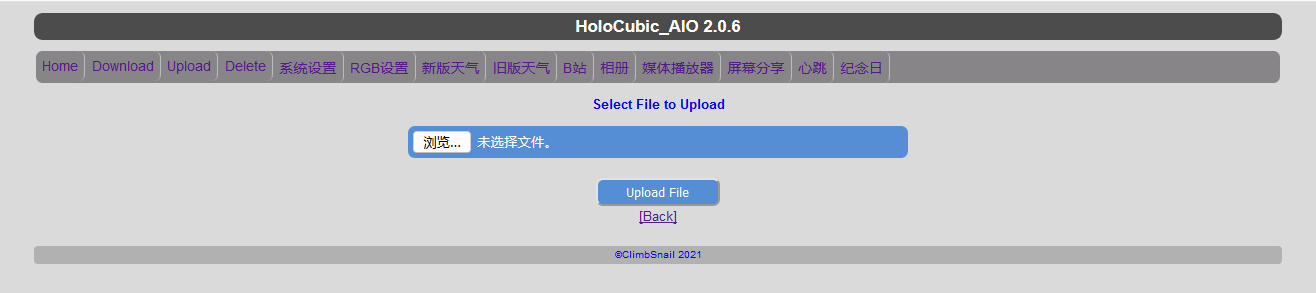 HoloCubic_AIO 2.0.6
Home Download Upload Delete 系统设置 RGB设置 新版天气 旧版天气 B站 相册 媒体播放器 屏幕分享 心跳 纪念日
Select File to Upload
浏览... 未选择文件。
Upload File
[Back]
©ClimbSnail 2021